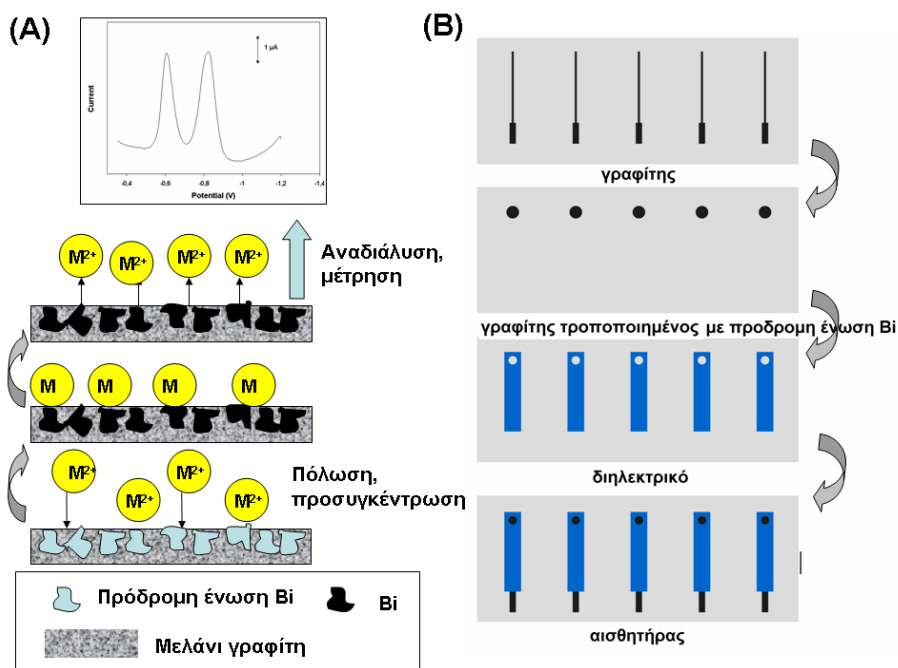 (A)
1 μA
Current
-0,4 -0,6 -0,8 -1 -1,2 -1,4
Potential (V)
M2+ M2+ M2+ M2+
Αναδιάλυση,
μέτρηση
M M M M
M2+ M2+ M2+ M2+
Πόλωση,
προσυγκέντρωση
Πρόδρομη ένωση Bi Bi
Μελάνι γραφίτη
(B)
γραφίτης
γραφίτης τροποποιημένος με προδρομη ένωση Bi
διηλεκτρικό
αισθητήρας